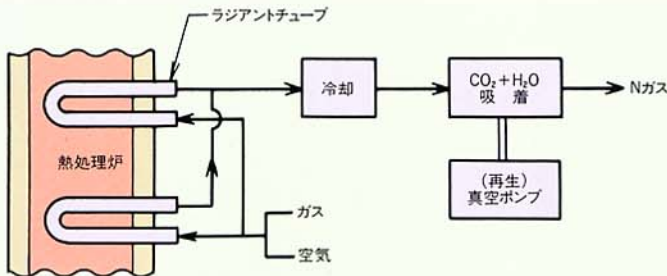 ラジアントチューブ
冷却
CO₂＋H₂O
吸着
Nガス
熱処理炉
(再生)
真空ポンプ
ガス
空気